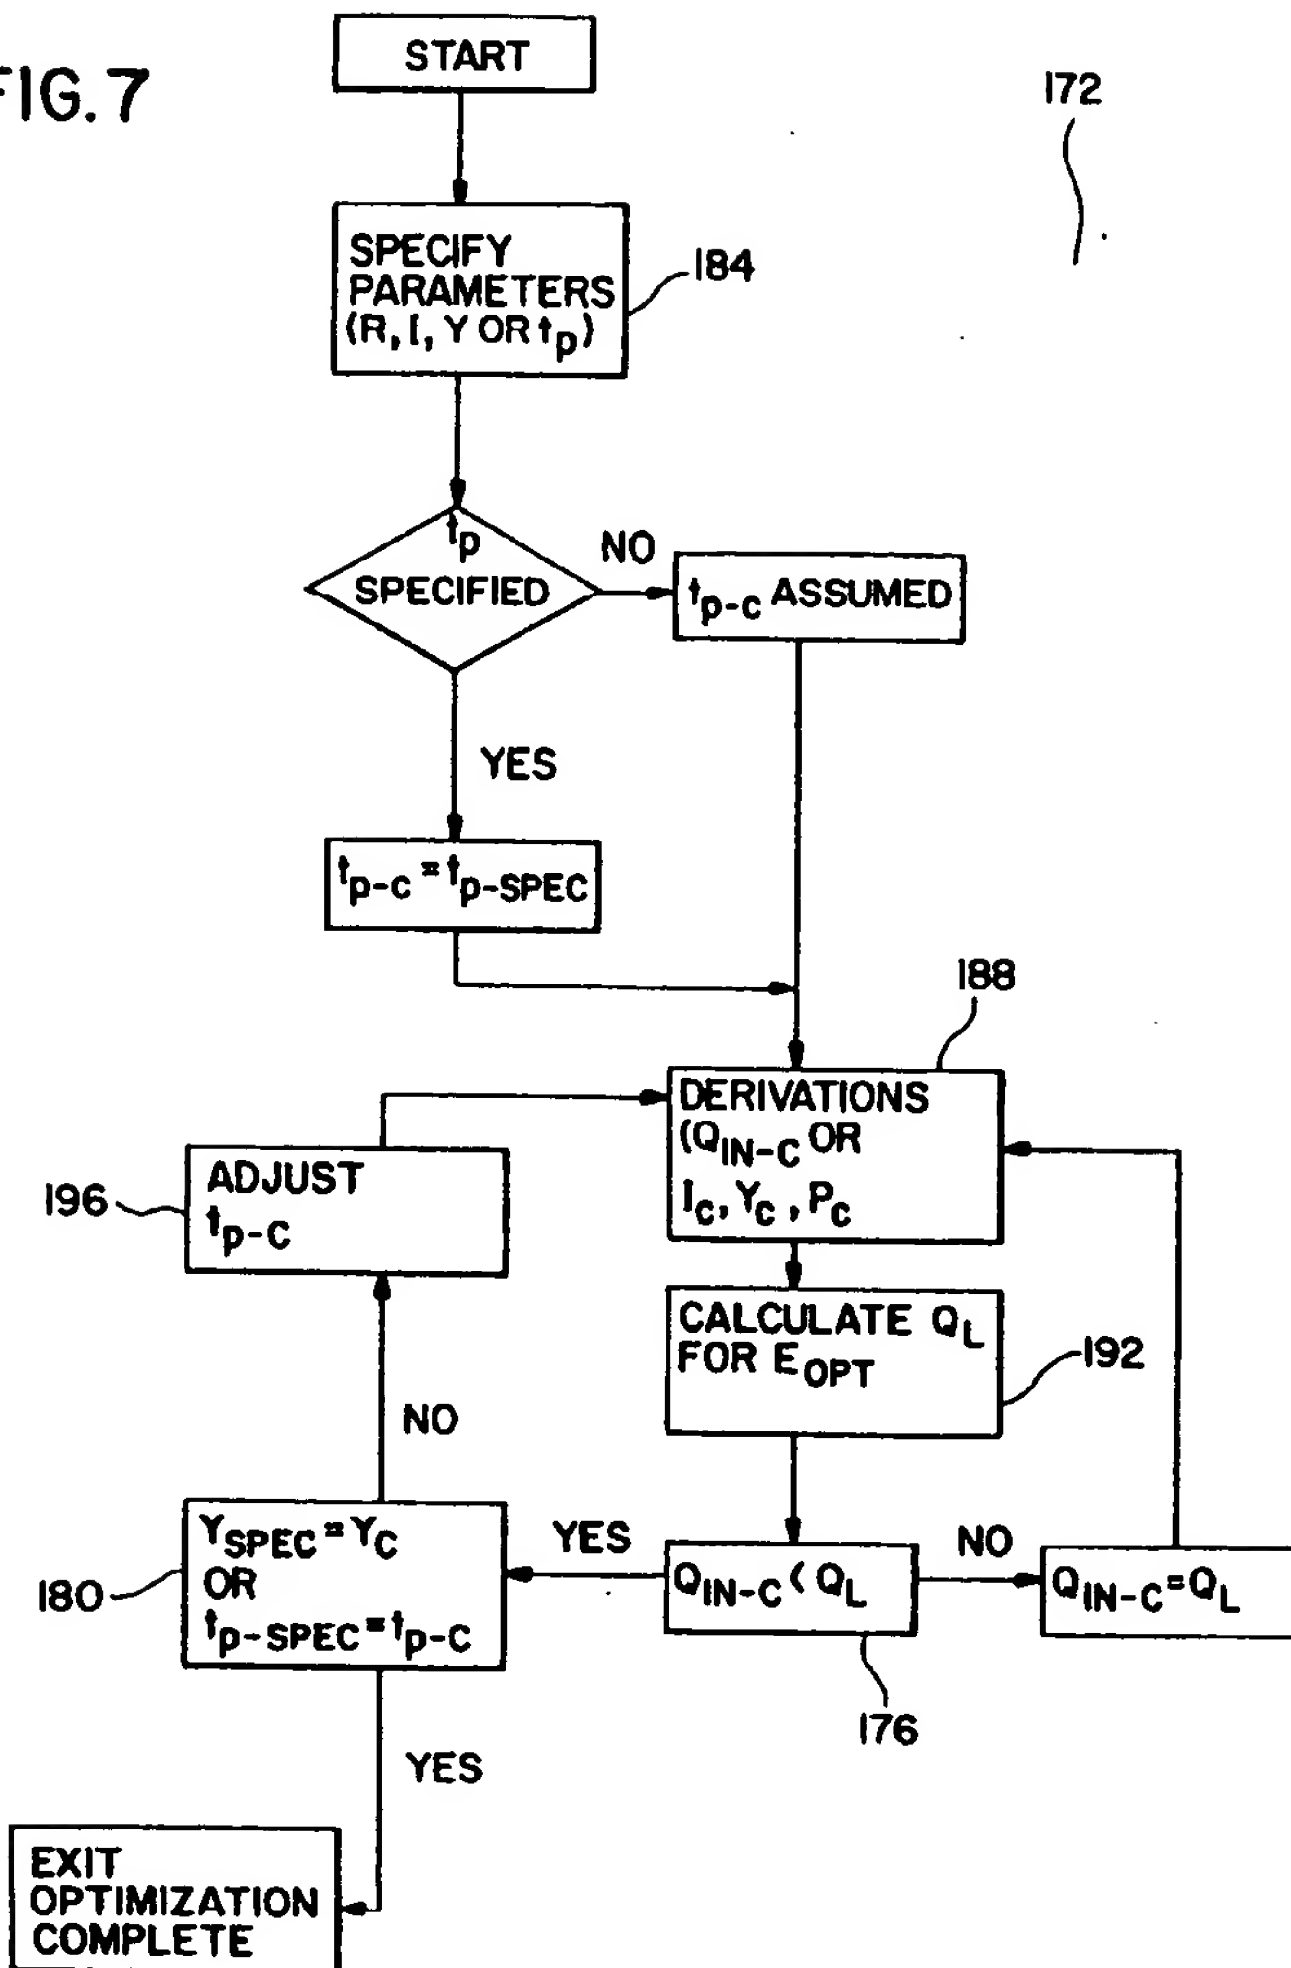 FIG. 7
START
172
SPECIFY
PARAMETERS
(R, I, Y OR tp)
184
tp
SPECIFIED
NO
tp-c ASSUMED
YES
tp-c = tp-SPEC
188
DERIVATIONS
(QIN-C OR
Ic, Yc, Pc
ADJUST
tp-C
196
CALCULATE QL
FOR EOPT
192
NO
YSPEC = YC
OR
tp-SPEC = tp-C
180
YES
QIN-C < QL
NO
QIN-C = QL
176
YES
EXIT
OPTIMIZATION
COMPLETE